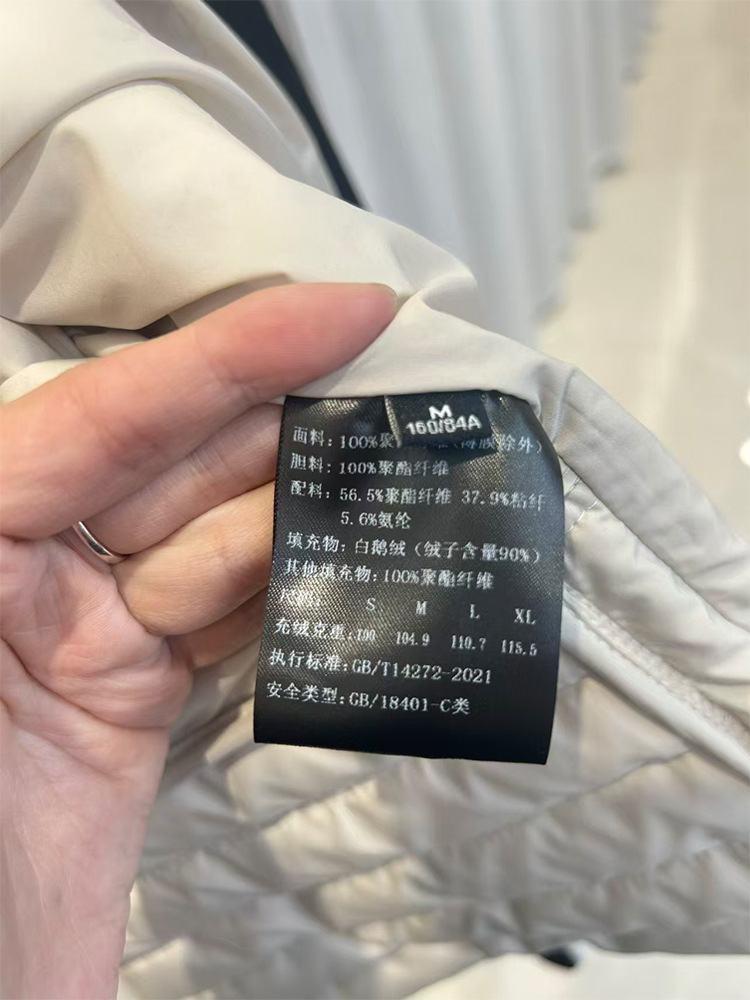 M
160/84A
面料：100%聚 除外）
胆料：100%聚酯纤维
配料：56.5%聚酯纤维 37.9%粘纤
5.6%氨纶
填充物：白鹅绒（绒子含量90%）
其他填充物：100%聚酯纤维
S M L XL
充绒克重：100 104.9 110.7 115.5
执行标准：GB/T14272-2021
安全类型：GB/18401-C类